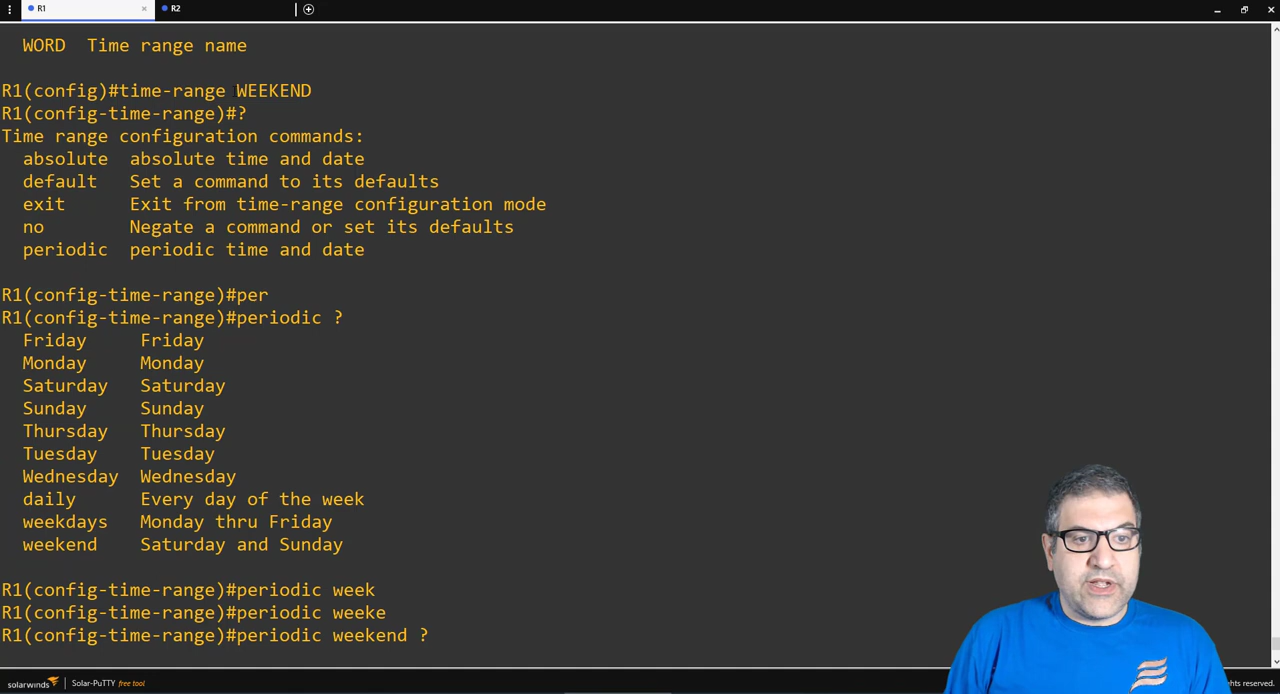 R1
R2
WORD  Time range name
R1(config)#time-range WEEKEND
R1(config-time-range)#?
Time range configuration commands:
absolute  absolute time and date
default   Set a command to its defaults
exit      Exit from time-range configuration mode
no        Negate a command or set its defaults
periodic  periodic time and date
R1(config-time-range)#per
R1(config-time-range)#periodic ?
Friday     Friday
Monday     Monday
Saturday   Saturday
Sunday     Sunday
Thursday   Thursday
Tuesday    Tuesday
Wednesday  Wednesday
daily      Every day of the week
weekdays   Monday thru Friday
weekend    Saturday and Sunday
R1(config-time-range)#periodic week
R1(config-time-range)#periodic weeke
R1(config-time-range)#periodic weekend ?
solarwinds Solar-PuTTY free tool
hts reserved.